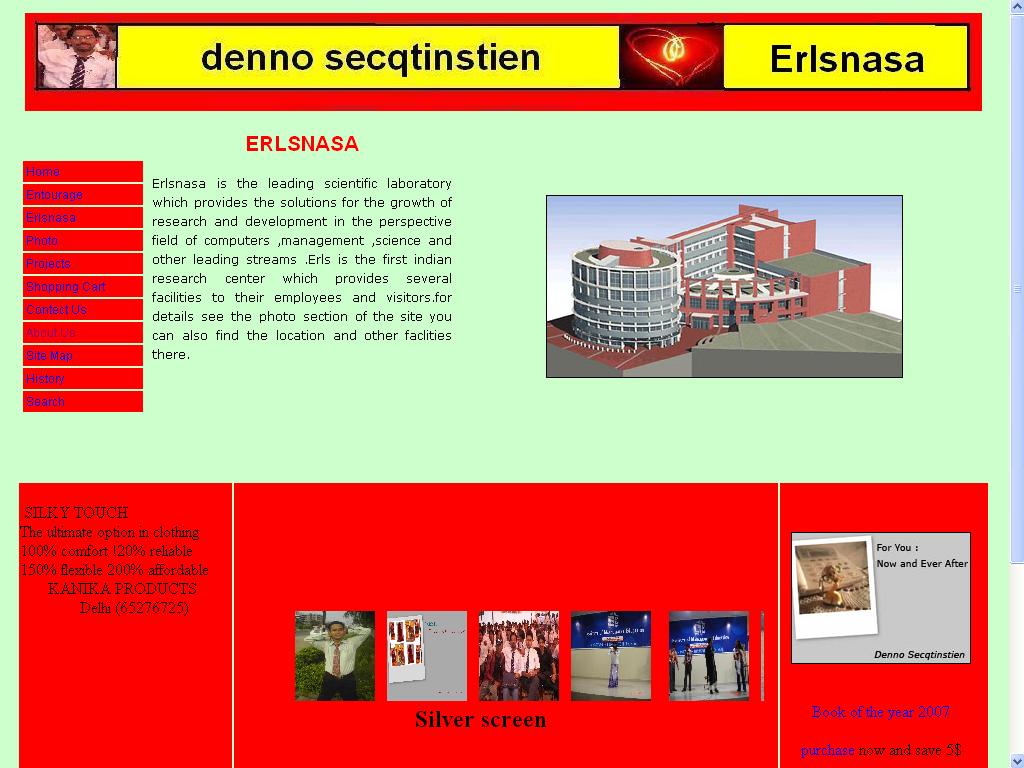 denno secqtinstien
Erlsnasa
ERLSNASA
Home
Entourage
Erlsnasa
Photo
Projects
Shopping Cart
Contect Us
About Us
Site Map
History
Search
Erlsnasa is the leading scientific laboratory
which provides the solutions for the growth of
research and development in the perspective
field of computers ,management ,science and
other leading streams .Erls is the first indian
research center which provides several
facilities to their employees and visitors.for
details see the photo section of the site you
can also find the location and other faclities
there.
SILKY TOUCH
The ultimate option in clothing
100% comfort !20% reliable
150% flexible 200% affordable
KANIKA PRODUCTS
Delhi (65276725)
Silver screen
For You :
Now and Ever After
Denno Secqtinstien
Book of the year 2007
purchase now and save 5$